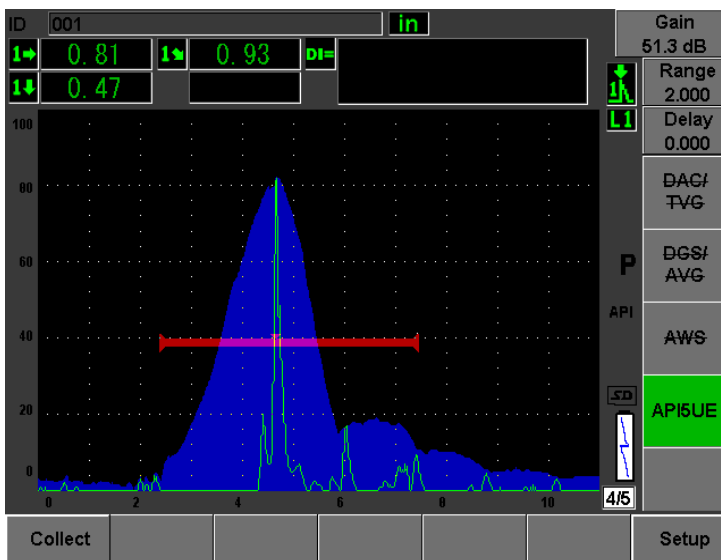 ID 001 in
Gain
51.3 dB
1 0.81 1 0.93 DI=
1 0.47
1
Range
2.000
L1
Delay
0.000
100
80
60
40
20
0
0 2 4 6 8 10
DAC/
TVG
P
DGS/
AVG
API
AWS
SD
API5UE
4/5
Collect Setup